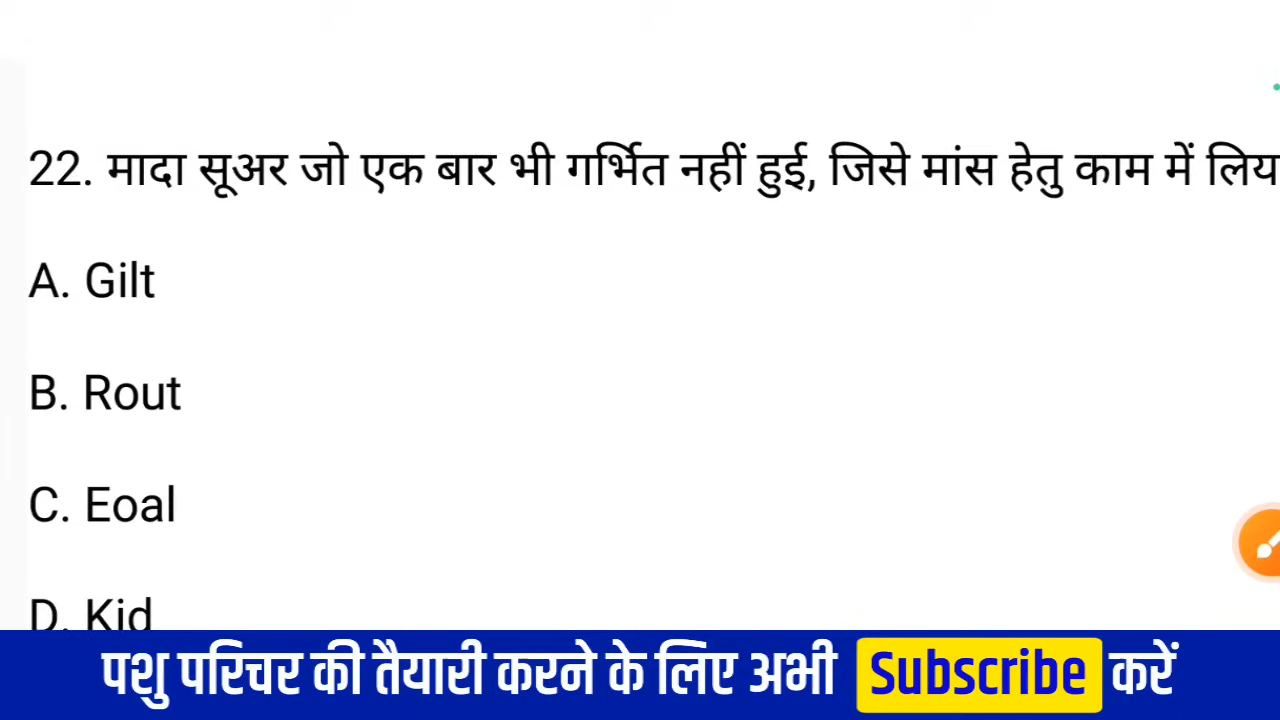 22. मादा सूअर जो एक बार भी गर्भित नहीं हुई, जिसे मांस हेतु काम में लिय
A. Gilt
B. Rout
C. Eoal
D. Kid
पशु परिचर की तैयारी करने के लिए अभी Subscribe करें